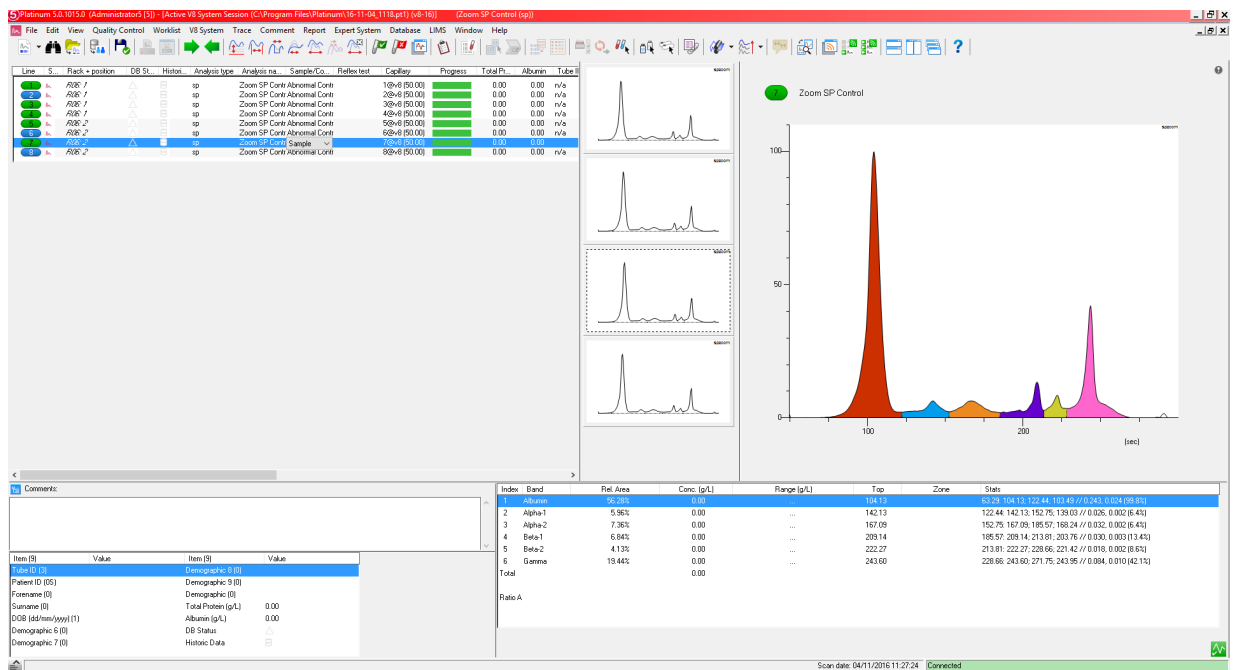 Platinum 5.0.1015.0 (Administrator5 [5]) - [Active V8 System Session (C:\Program Files\Platinum\16-11-04_1118.pt1) (v8-16)] (Zoom SP Control (sp))
File Edit View Quality Control Worklist V8 System Trace Comment Report Expert System Database LIMS Window Help
Line S... Rack + position DB St... Histori... Analysis type Analysis na... Sample/Co... Reflex test Capillary Progress Total Pr... Albumin Tube I
1 R06: 1 sp Zoom SP Contr Abnormal Contr 1@v8 (50.00) 0.00 0.00 n/a
2 R06: 1 sp Zoom SP Contr Abnormal Contr 2@v8 (50.00) 0.00 0.00 n/a
3 R06: 1 sp Zoom SP Contr Abnormal Contr 3@v8 (50.00) 0.00 0.00 n/a
4 R06: 1 sp Zoom SP Contr Abnormal Contr 4@v8 (50.00) 0.00 0.00 n/a
5 R06: 2 sp Zoom SP Contr Abnormal Contr 5@v8 (50.00) 0.00 0.00 n/a
6 R06: 2 sp Zoom SP Contr Abnormal Contr 6@v8 (50.00) 0.00 0.00 n/a
7 R06: 2 sp Zoom SP Contr Sample 7@v8 (50.00) 0.00 0.00
8 R06: 2 sp Zoom SP Contr Abnormal Contr 8@v8 (50.00) 0.00 0.00 n/a
7 Zoom SP Control
100
50
0
100 200
(sec)
Comments:
Item (9) Value Item (9) Value
Tube ID (3) Demographic 8 (0)
Patient ID (OS) Demographic 9 (0)
Forename (0) Demographic (0)
Surname (0) Total Protein (g/L) 0.00
DOB (dd/mm/yyyy) (1) Albumin (g/L) 0.00
Demographic 6 (0) DB Status
Demographic 7 (0) Historic Data
Index Band Rel. Area Conc. (g/L) Range (g/L) Top Zone Stats
1 Albumin 56.28% 0.00 ... 104.13 63.29: 104.13; 122.44; 103.49 // 0.243, 0.024 (99.8%)
2 Alpha-1 5.96% 0.00 ... 142.13 122.44: 142.13; 152.75; 139.03 // 0.026, 0.002 (6.4%)
3 Alpha-2 7.36% 0.00 ... 167.09 152.75: 167.09; 185.57; 168.24 // 0.032, 0.002 (6.4%)
4 Beta-1 6.84% 0.00 ... 209.14 185.57: 209.14; 213.81; 203.76 // 0.030, 0.003 (13.4%)
5 Beta-2 4.13% 0.00 ... 222.27 213.81: 222.27; 228.66; 221.42 // 0.018, 0.002 (8.6%)
6 Gamma 19.44% 0.00 ... 243.60 228.66: 243.60; 271.75; 243.95 // 0.084, 0.010 (42.1%)
Total 0.00
Ratio A
Scan date: 04/11/2016 11:27:24 Connected